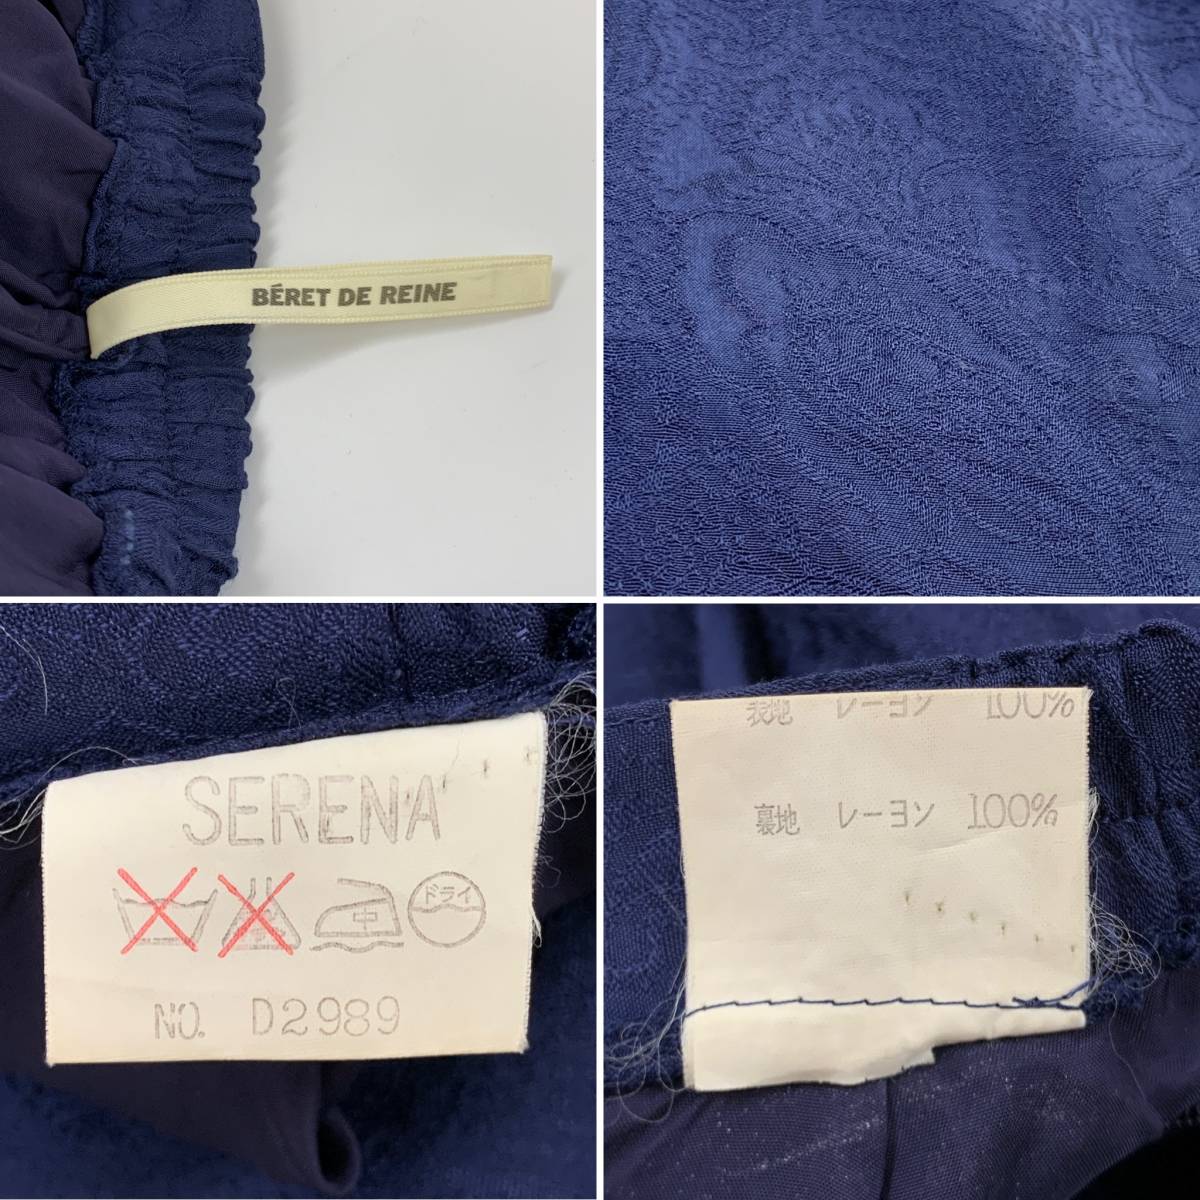 BÉRET DE REINE
SERENA
中 ドライ
NO. D2989
表地 レーヨン 100%
裏地 レーヨン 100%